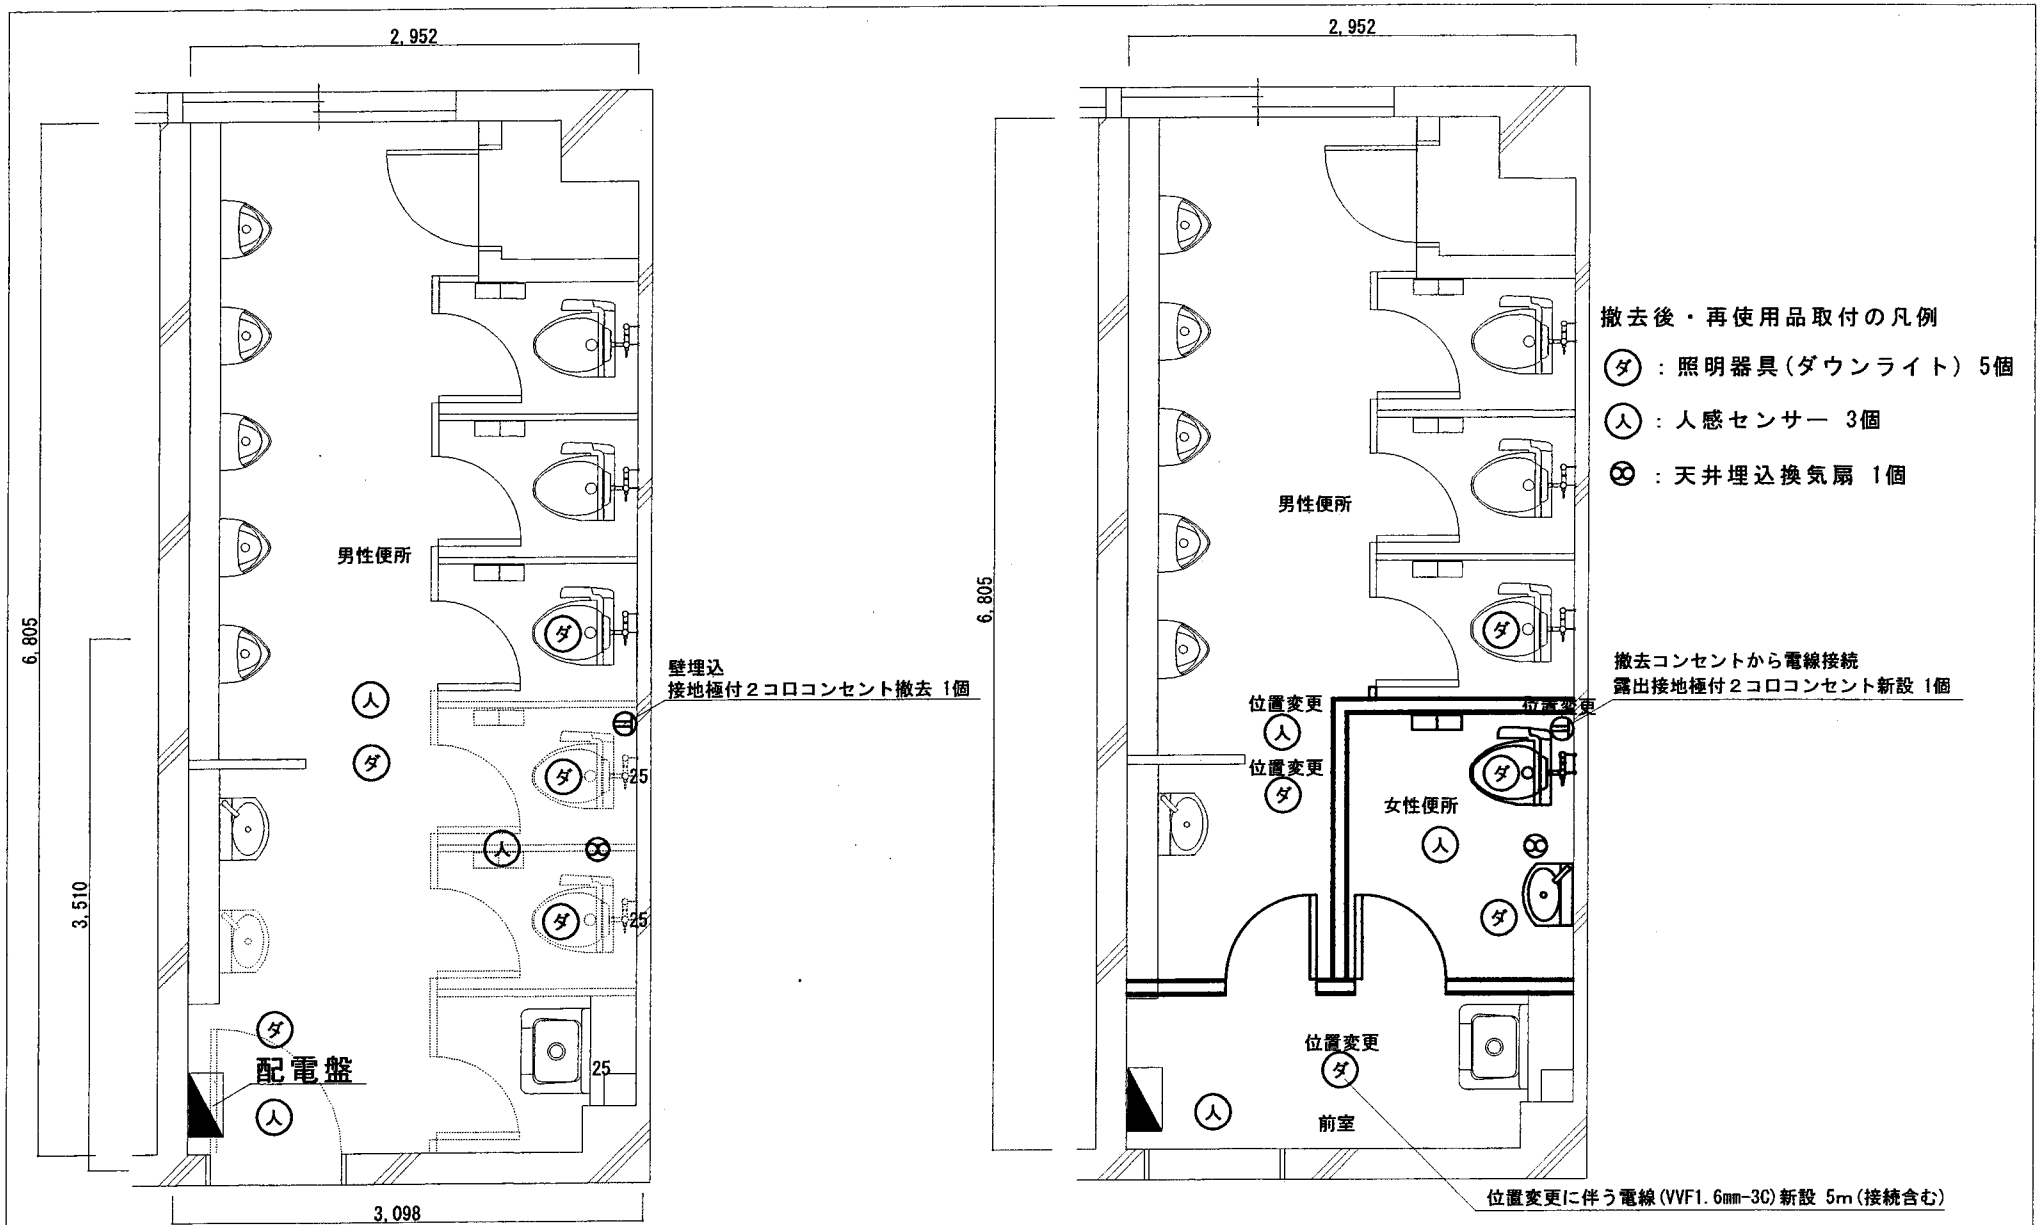 2,952
6,805
3,510
男性便所
ダ
人
ダ
壁埋込
接地極付2コロコンセント撤去 1個
ダ
25
人
ダ
25
ダ
配電盤
人
25
3,098
2,952
6,805
男性便所
撤去後・再使用品取付の凡例
ダ : 照明器具(ダウンライト) 5個
人 : 人感センサー 3個
: 天井埋込換気扇 1個
ダ
撤去コンセントから電線接続
露出接地極付2コロコンセント新設 1個
位置変更
人
位置変更
位置変更
ダ
ダ
女性便所
人
ダ
位置変更
ダ
人
前室
位置変更に伴う電線(VVF1.6mm-3C)新設 5m(接続含む)